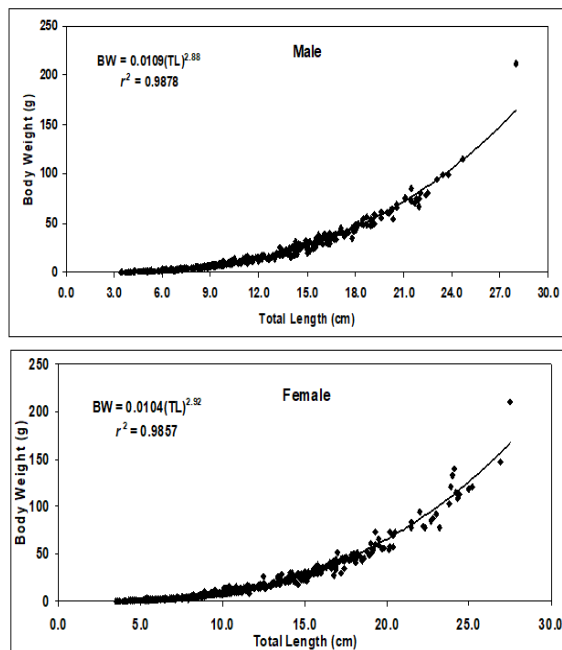 250
200
150
100
50
0
Body Weight (g)
BW = 0.0109(TL)^2.88
r² = 0.9878
Male
0.0 3.0 6.0 9.0 12.0 15.0 18.0 21.0 24.0 27.0 30.0
Total Length (cm)
250
200
150
100
50
0
Body Weight (g)
BW = 0.0104(TL)^2.92
r² = 0.9857
Female
0.0 5.0 10.0 15.0 20.0 25.0 30.0
Total Length (cm)